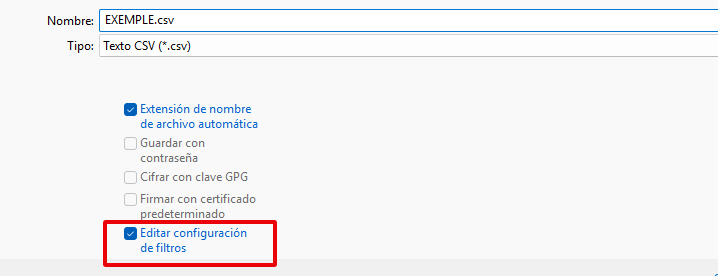 Nombre: EXEMPLE.csv
Tipo: Texto CSV (*.csv)
Extensión de nombre
de archivo automática
Guardar con
contraseña
Cifrar con clave GPG
Firmar con certificado
predeterminado
Editar configuración
de filtros